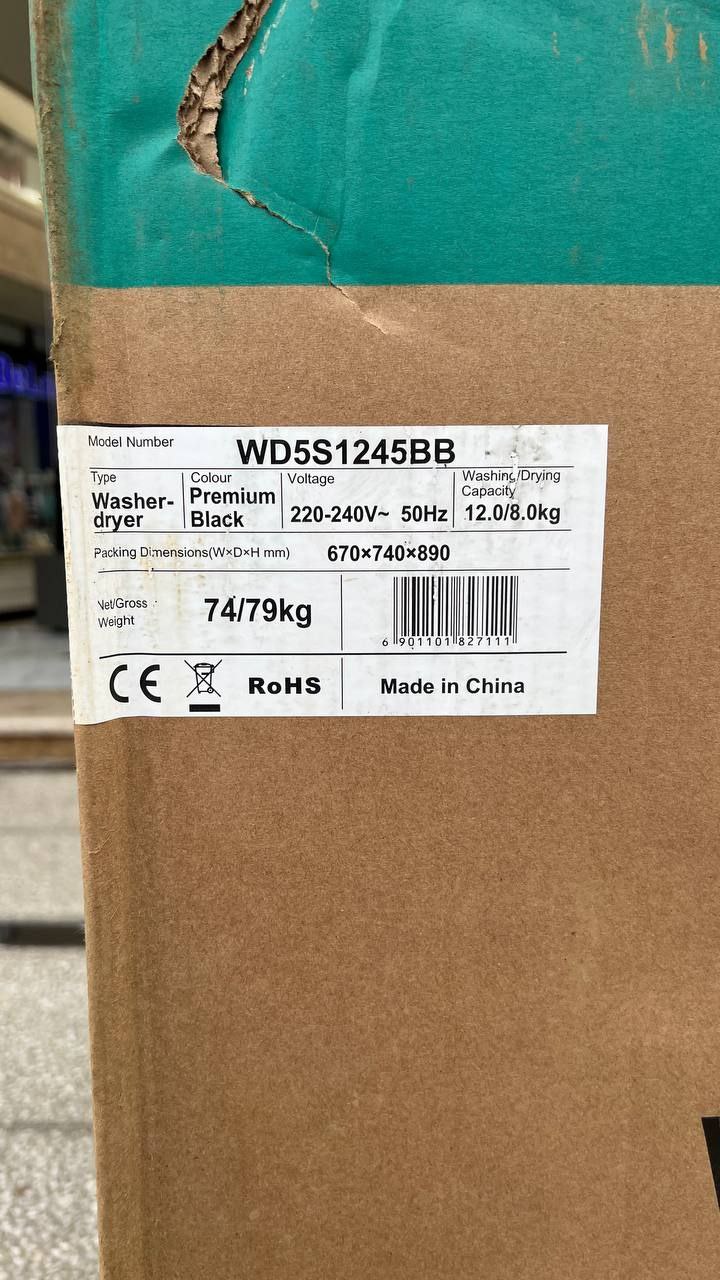 Model Number WD5S1245BB
Type Colour Voltage Washing/Drying Capacity
Washer-dryer Premium Black 220-240V~ 50Hz 12.0/8.0kg
Packing Dimensions(W×D×H mm) 670×740×890
Net/Gross Weight 74/79kg
6 901101 827111
CE RoHS Made in China